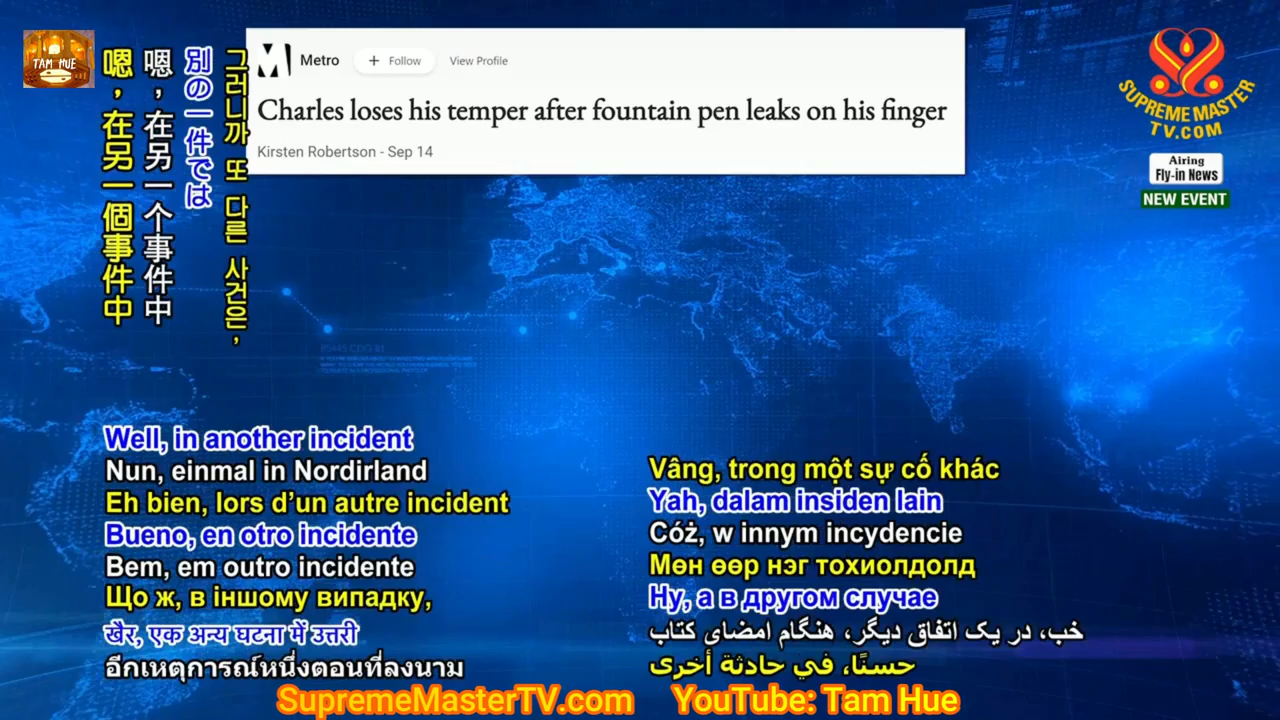 TAM HUE
嗯，在另一個事件中
嗯，在另一个事件中
別の一件では
그러니까 또 다른 사건은,
Metro
+ Follow
View Profile
Charles loses his temper after fountain pen leaks on his finger
Kirsten Robertson - Sep 14
SUPREME MASTER
TV.COM
Airing
Fly-in News
NEW EVENT
Well, in another incident
Nun, einmal in Nordirland
Eh bien, lors d’un autre incident
Bueno, en otro incidente
Bem, em outro incidente
Що ж, в іншому випадку,
खैर, एक अन्य घटना में उत्तरी
อีกเหตุการณ์หนึ่งตอนที่ลงนาม
Vâng, trong một sự cố khác
Yah, dalam insiden lain
Cóż, w innym incydencie
Мөн өөр нэг тохиолдолд
Ну, а в другом случае
خب، در یک اتفاق دیگر، هنگام امضای کتاب
حسنًا، في حادثة أخرى
SupremeMasterTV.com
YouTube: Tam Hue